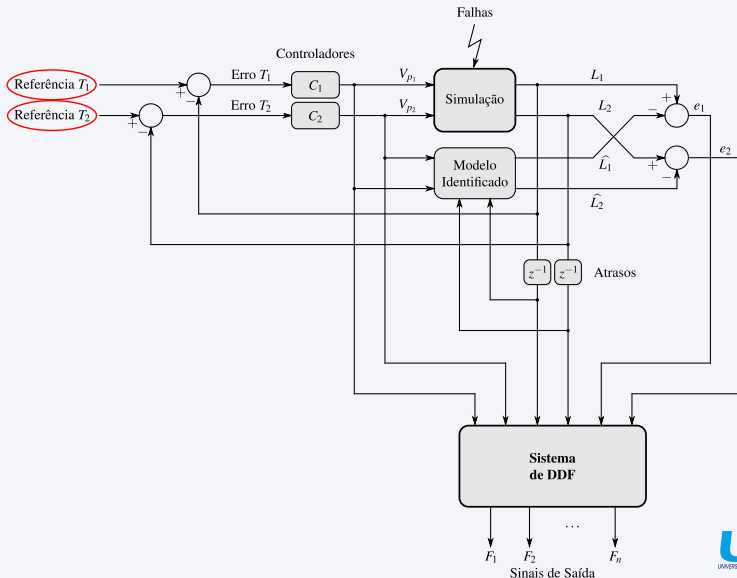 Falhas
Controladores
Referência T₁
+
−
Erro T₁
C₁
Vₚ₁
Simulação
L₁
+
−
e₁
Referência T₂
+
−
Erro T₂
C₂
Vₚ₂
L₂
Modelo
Identificado
L̂₁
+
−
e₂
L̂₂
z⁻¹
z⁻¹
Atrasos
Sistema
de DDF
F₁
F₂
...
Fₙ
Sinais de Saída